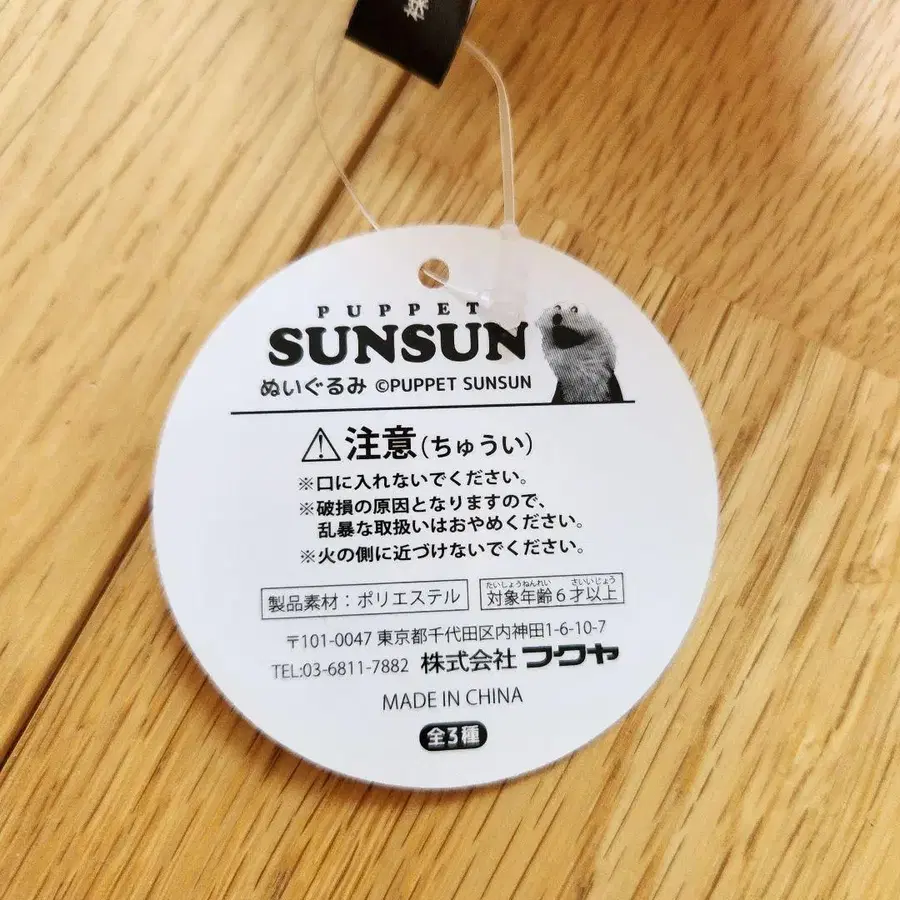 株
PUPPET
SUNSUN
ぬいぐるみ ©PUPPET SUNSUN
⚠注意(ちゅうい)
※口に入れないでください。
※破損の原因となりますので、
乱暴な取扱いはおやめください。
※火の側に近づけないでください。
たいしょうねんれい さいいじょう
製品素材:ポリエステル 対象年齢6才以上
〒101-0047 東京都千代田区内神田1-6-10-7
TEL:03-6811-7882 株式会社フクヤ
MADE IN CHINA
全3種